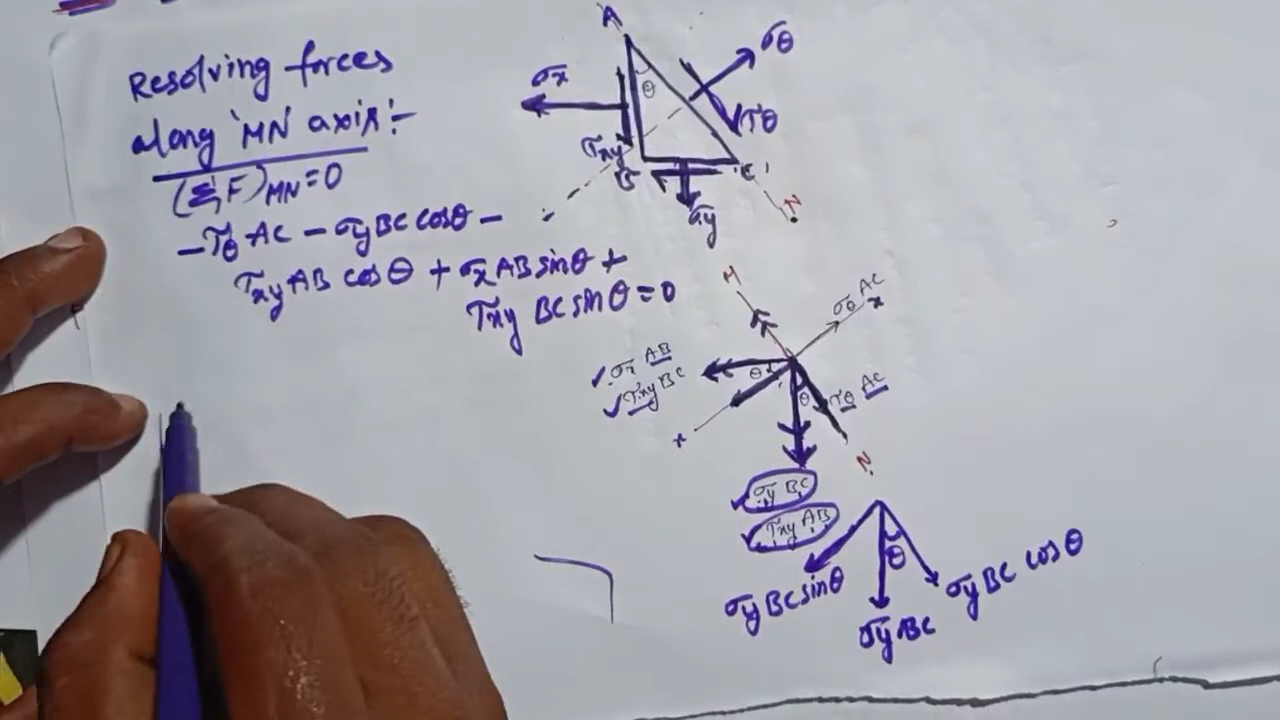 Resolving forces
along 'MN' axis:-
(ΣF)MN=0
-τθ AC - σy BC cosθ -
τxy AB cosθ + σx AB sinθ +
τxy BC sinθ = 0
A
σθ
σx
θ
τθ
τxy
B
'C'
σy
N
M
σθ AC
x
σx AB
τxy BC
θ
θ
τθ AC
x
N
σy BC
τxy AB
θ
σy BC sinθ
σy BC cosθ
σy BC